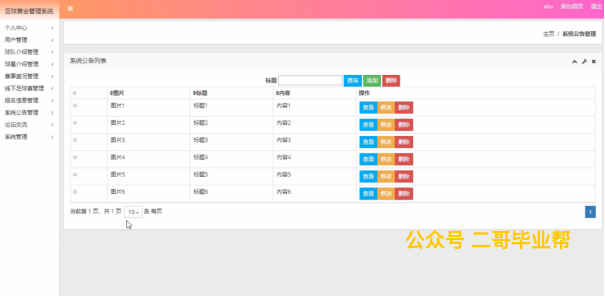 足球赛会管理系统
≡
abo 前台首页 退出
个人中心
用户管理
球队介绍管理
球星介绍管理
赛事盛况管理
线下足球赛管理
报名信息管理
系统公告管理
论坛交流
系统管理
主页 / 系统公告管理
系统公告列表
标题 查询 添加 删除
图片 标题 内容 操作
图片1 标题1 内容1 查看 修改 删除
图片2 标题2 内容2 查看 修改 删除
图片3 标题3 内容3 查看 修改 删除
图片4 标题4 内容4 查看 修改 删除
图片5 标题5 内容5 查看 修改 删除
图片6 标题6 内容6 查看 修改 删除
当前第 1 页、共 1 页 10 条 每页 1
公众号 二哥毕业帮